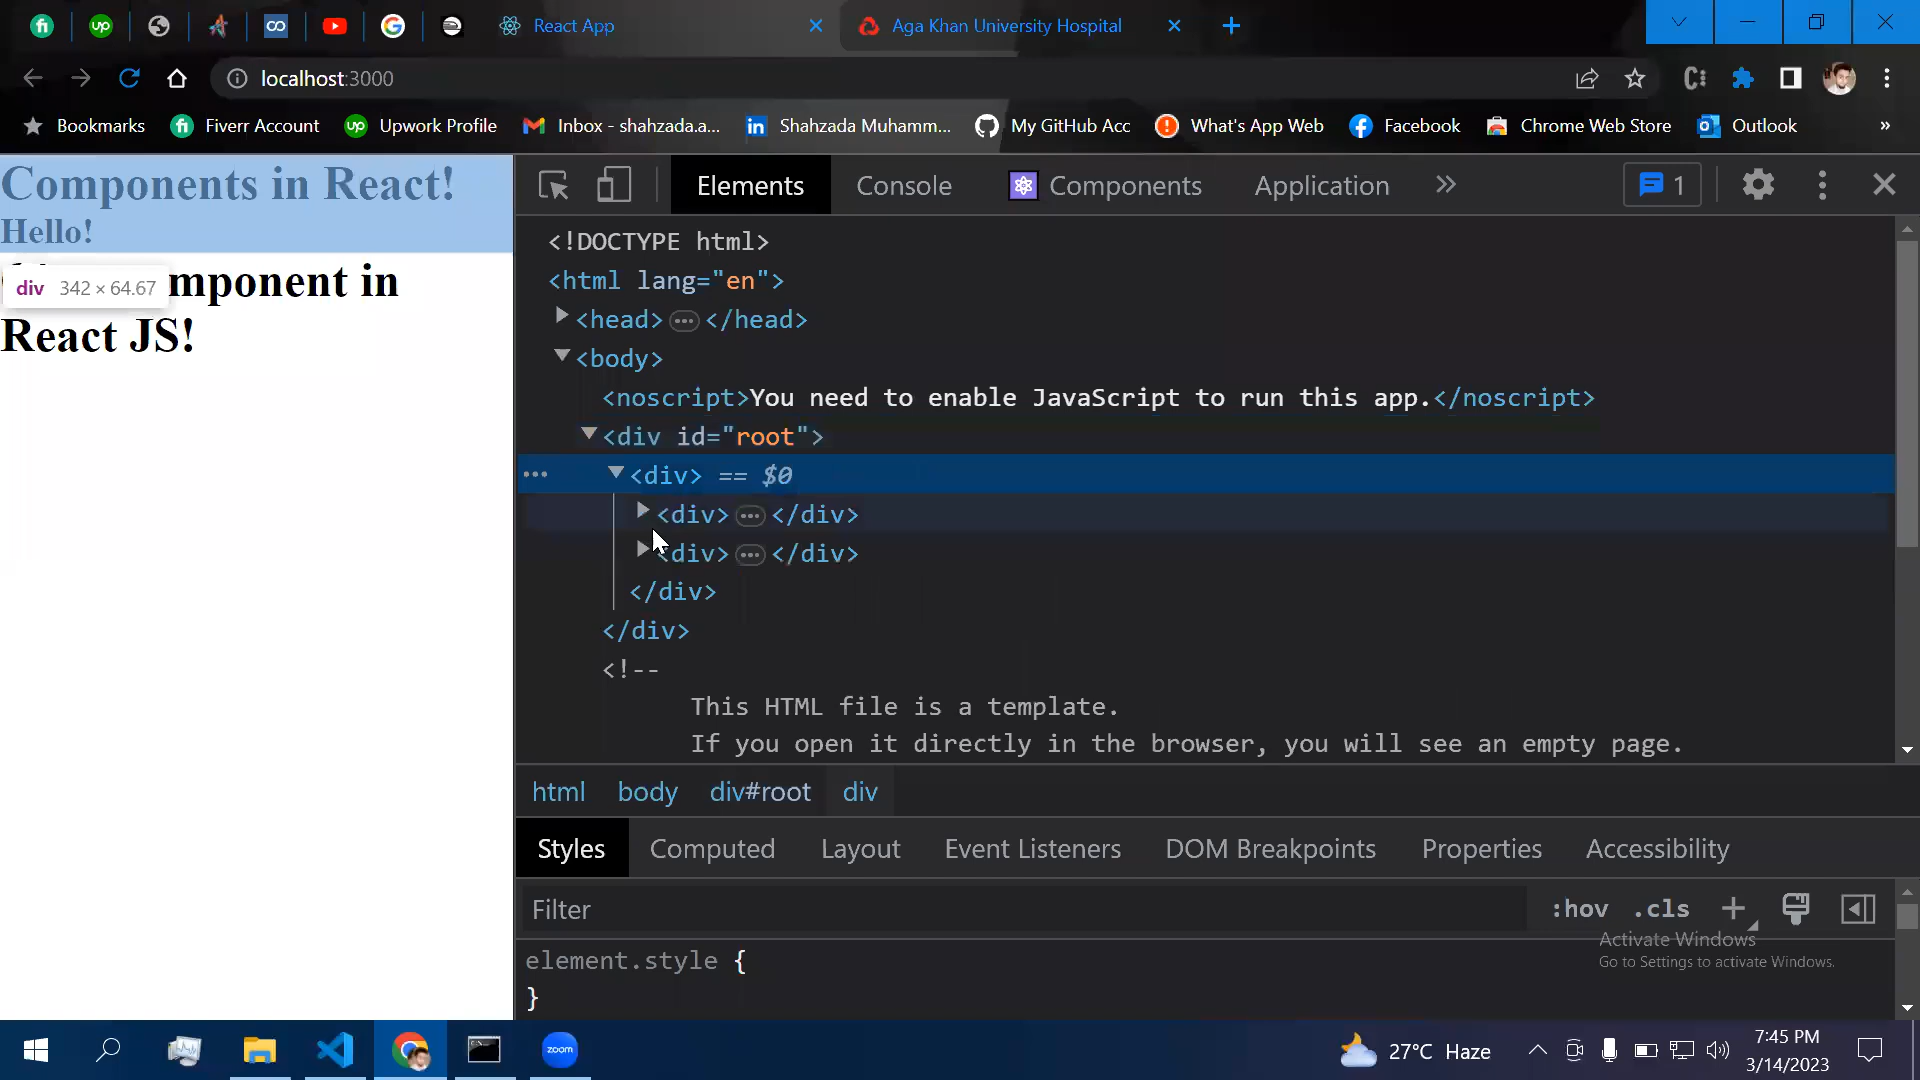 React App
Aga Khan University Hospital
localhost:3000
Bookmarks
Fiverr Account
Upwork Profile
Inbox - shahzada.a...
Shahzada Muhamm...
My GitHub Acc
What's App Web
Facebook
Chrome Web Store
Outlook
»
Components in React!
Hello!
div 342 × 64.67
mponent in
React JS!
Elements
Console
Components
Application
»
1
<!DOCTYPE html>
<html lang="en">
<head> ... </head>
<body>
<noscript>You need to enable JavaScript to run this app.</noscript>
<div id="root">
... <div> == $0
<div> ... </div>
<div> ... </div>
</div>
</div>
<!--
This HTML file is a template.
If you open it directly in the browser, you will see an empty page.
html body div#root div
Styles
Computed
Layout
Event Listeners
DOM Breakpoints
Properties
Accessibility
Filter
:hov .cls +
Activate Windows
Go to Settings to activate Windows.
element.style {
}
zoom
27°C Haze
7:45 PM
3/14/2023